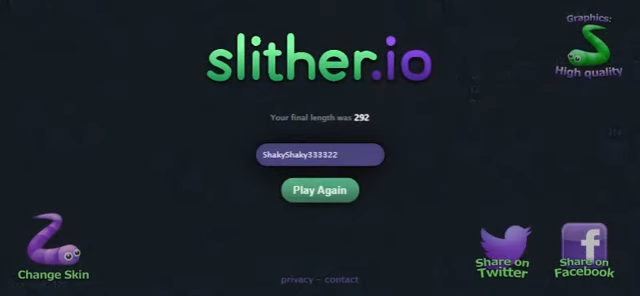 Graphics:
High quality
slither.io
Your final length was 292
ShakyShaky333322
Play Again
Change Skin
Share on
Twitter
Share on
Facebook
privacy – contact